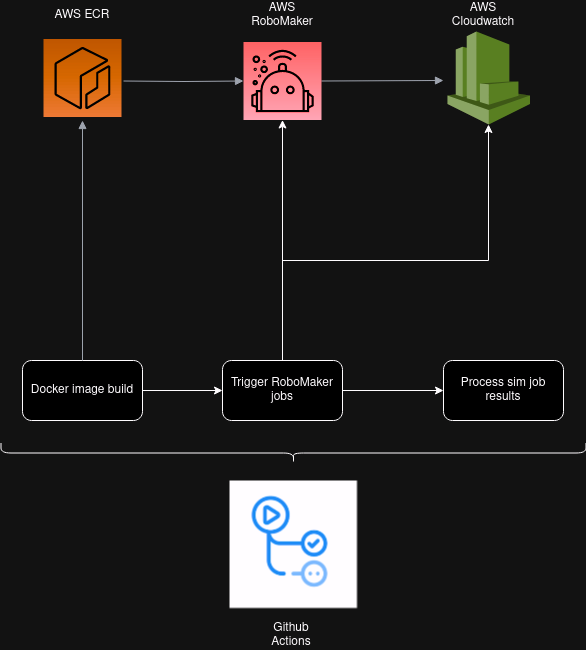 AWS ECR
AWS
RoboMaker
AWS
Cloudwatch
Docker image build
Trigger RoboMaker
jobs
Process sim job
results
Github
Actions